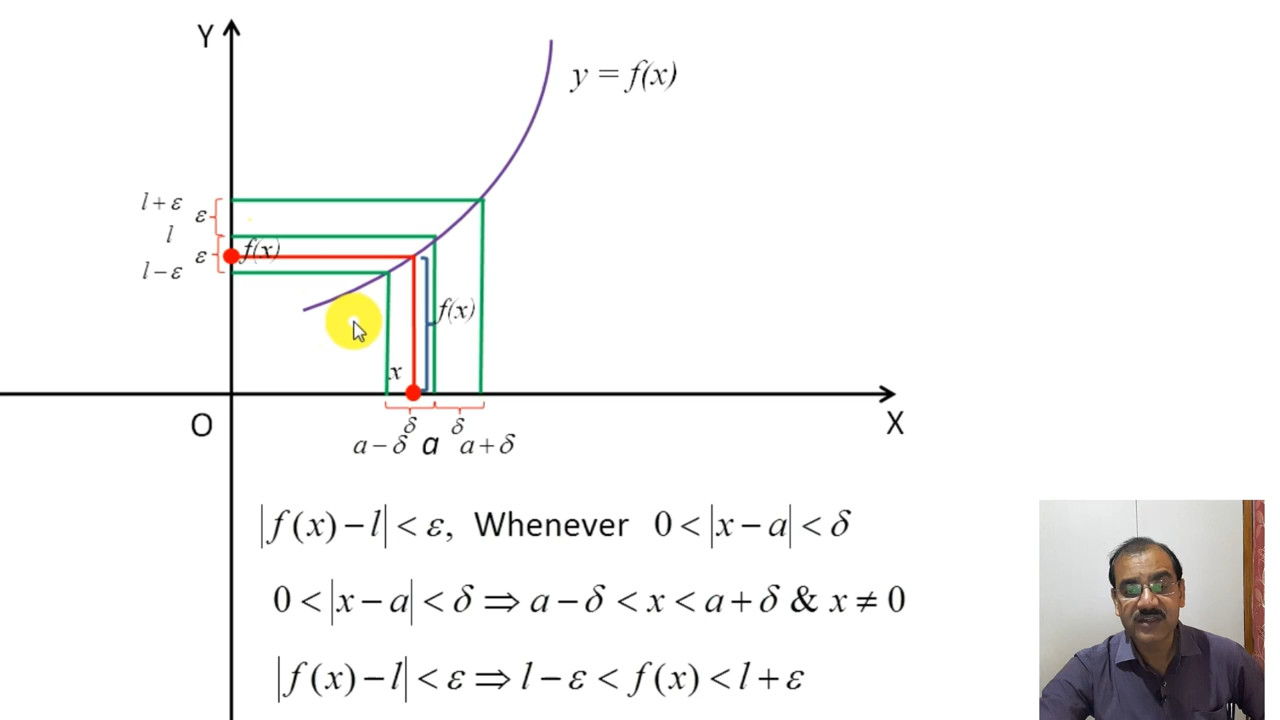 Y
y = f(x)
l + ε
ε
l
f(x)
ε
l − ε
f(x)
x
O
X
δ
δ
a − δ
a
a + δ
|f(x) − l| < ε, Whenever 0 < |x − a| < δ
0 < |x − a| < δ ⇒ a − δ < x < a + δ & x ≠ 0
|f(x) − l| < ε ⇒ l − ε < f(x) < l + ε